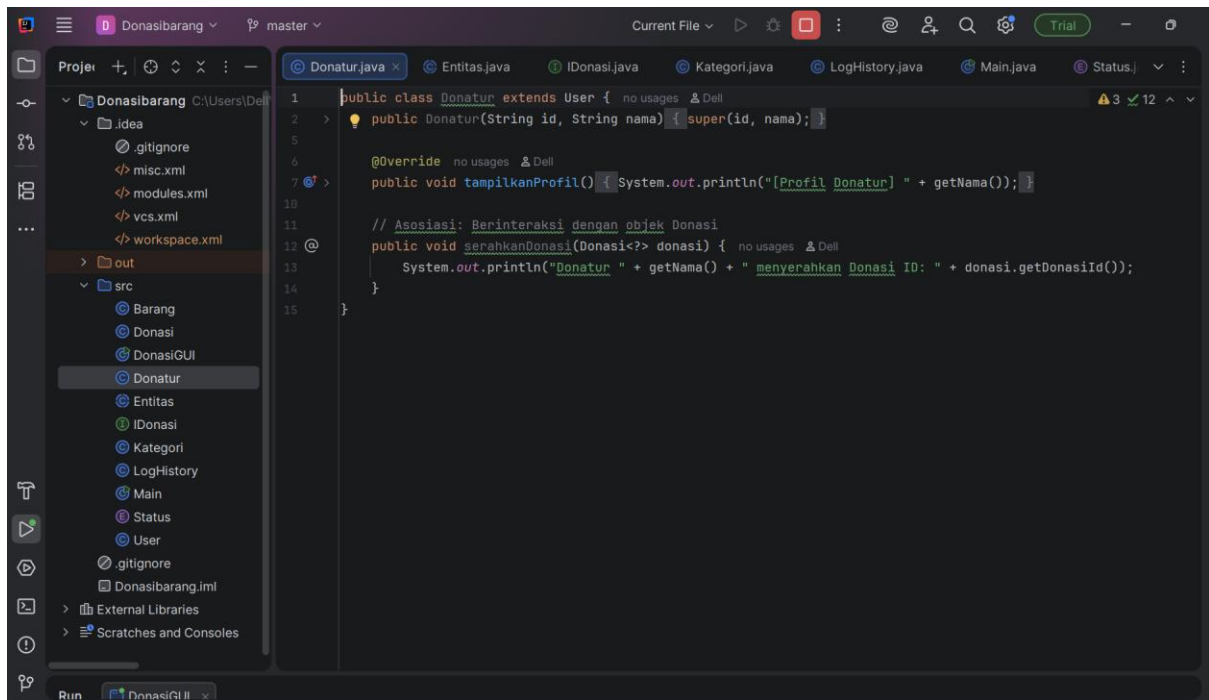 D Donasibarang
master
Current File
Trial
Project
Donatur.java
Entitas.java
IDonasi.java
Kategori.java
LogHistory.java
Main.java
Status.j
Donasibarang C:\Users\Dell
.idea
.gitignore
misc.xml
modules.xml
vcs.xml
workspace.xml
out
src
Barang
Donasi
DonasiGUI
Donatur
Entitas
IDonasi
Kategori
LogHistory
Main
Status
User
.gitignore
Donasibarang.iml
External Libraries
Scratches and Consoles
3 12
1 public class Donatur extends User { no usages Dell
2 public Donatur(String id, String nama) { super(id, nama); }
5
6 @Override no usages Dell
7 public void tampilkanProfil() { System.out.println("[Profil Donatur] " + getNama()); }
10
11 // Asosiasi: Berinteraksi dengan objek Donasi
12 @ public void serahkanDonasi(Donasi<?> donasi) { no usages Dell
13 System.out.println("Donatur " + getNama() + " menyerahkan Donasi ID: " + donasi.getDonasiId());
14 }
15 }
Run
DonasiGUI